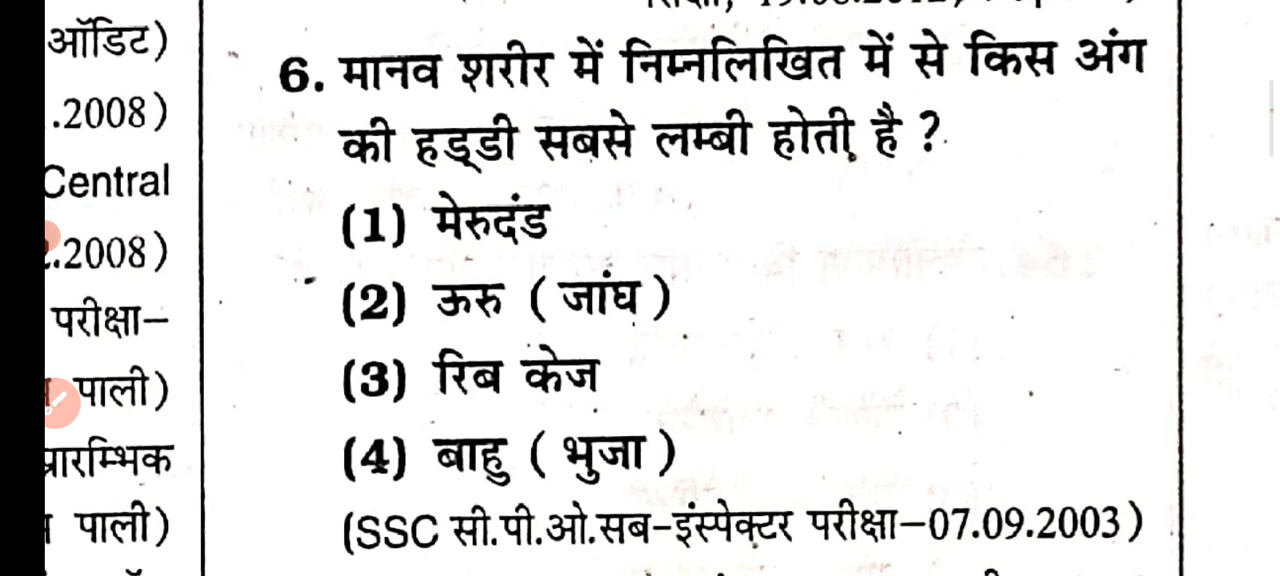 ऑडिट)
.2008)
Central
.2008)
परीक्षा–
पाली)
प्रारम्भिक
पाली)
6. मानव शरीर में निम्नलिखित में से किस अंग
की हड्डी सबसे लम्बी होती है ?
(1) मेरुदंड
(2) ऊरु ( जांघ )
(3) रिब केज
(4) बाहु ( भुजा )
(SSC सी.पी.ओ.सब-इंस्पेक्टर परीक्षा–07.09.2003)